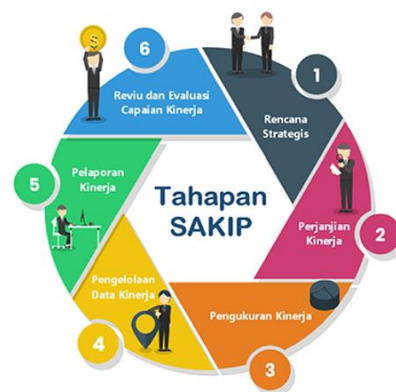 Tahapan
SAKIP
1
Rencana
Strategis
2
Perjanjian
Kinerja
3
Pengukuran Kinerja
4
Pengelolaan
Data Kinerja
5
Pelaporan
Kinerja
6
Reviu dan Evaluasi
Capaian Kinerja
$